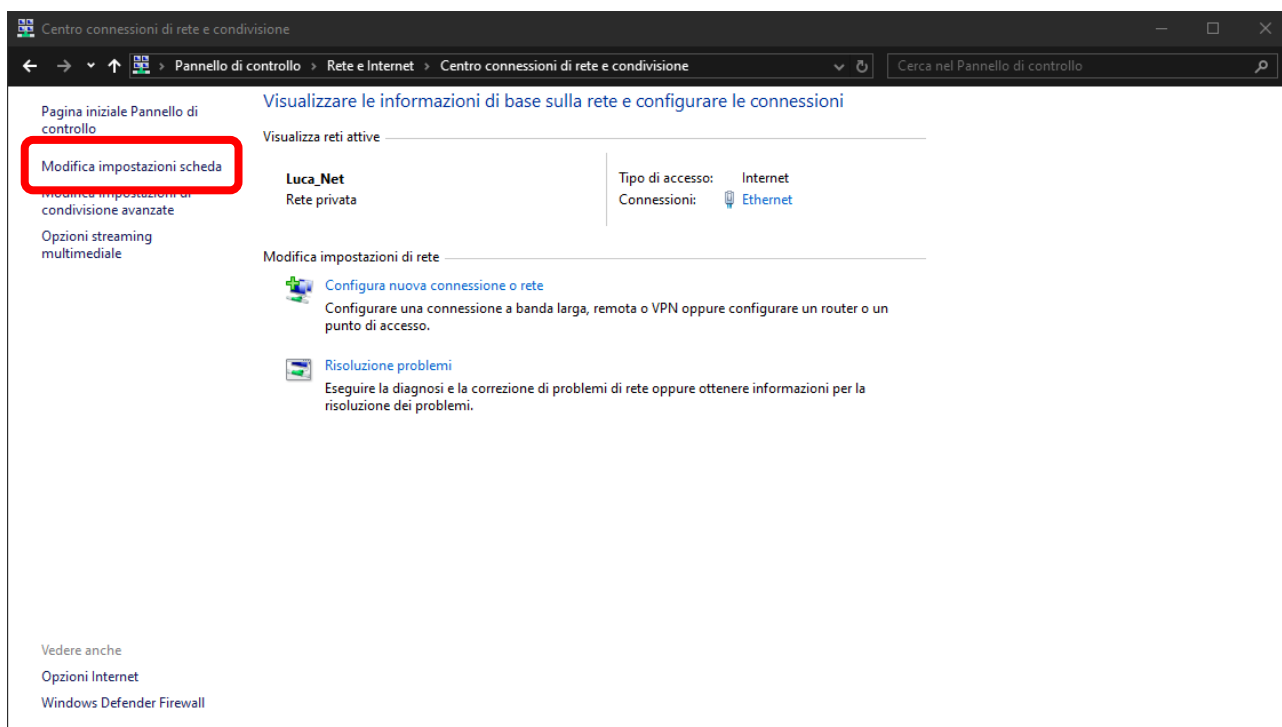 Centro connessioni di rete e condivisione
Pannello di controllo > Rete e Internet > Centro connessioni di rete e condivisione
Cerca nel Pannello di controllo
Pagina iniziale Pannello di
controllo
Modifica impostazioni scheda
Modifica impostazioni di
condivisione avanzate
Opzioni streaming
multimediale
Visualizzare le informazioni di base sulla rete e configurare le connessioni
Visualizza reti attive
Luca_Net
Rete privata
Tipo di accesso: Internet
Connessioni: Ethernet
Modifica impostazioni di rete
Configura nuova connessione o rete
Configurare una connessione a banda larga, remota o VPN oppure configurare un router o un
punto di accesso.
Risoluzione problemi
Eseguire la diagnosi e la correzione di problemi di rete oppure ottenere informazioni per la
risoluzione dei problemi.
Vedere anche
Opzioni Internet
Windows Defender Firewall